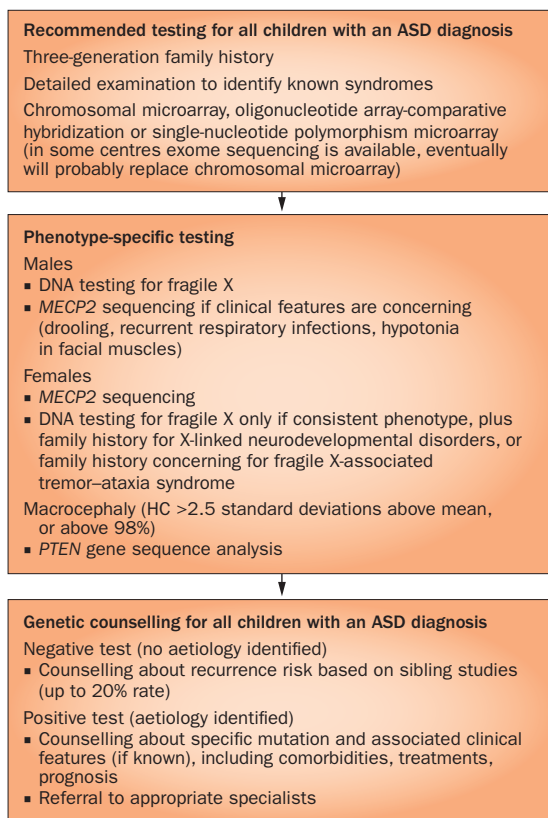 Recommended testing for all children with an ASD diagnosis
Three-generation family history
Detailed examination to identify known syndromes
Chromosomal microarray, oligonucleotide array-comparative
hybridization or single-nucleotide polymorphism microarray
(in some centres exome sequencing is available, eventually
will probably replace chromosomal microarray)
Phenotype-specific testing
Males
▪ DNA testing for fragile X
▪ MECP2 sequencing if clinical features are concerning
(drooling, recurrent respiratory infections, hypotonia
in facial muscles)
Females
▪ MECP2 sequencing
▪ DNA testing for fragile X only if consistent phenotype, plus
family history for X-linked neurodevelopmental disorders, or
family history concerning for fragile X-associated
tremor–ataxia syndrome
Macrocephaly (HC >2.5 standard deviations above mean,
or above 98%)
▪ PTEN gene sequence analysis
Genetic counselling for all children with an ASD diagnosis
Negative test (no aetiology identified)
▪ Counselling about recurrence risk based on sibling studies
(up to 20% rate)
Positive test (aetiology identified)
▪ Counselling about specific mutation and associated clinical
features (if known), including comorbidities, treatments,
prognosis
▪ Referral to appropriate specialists